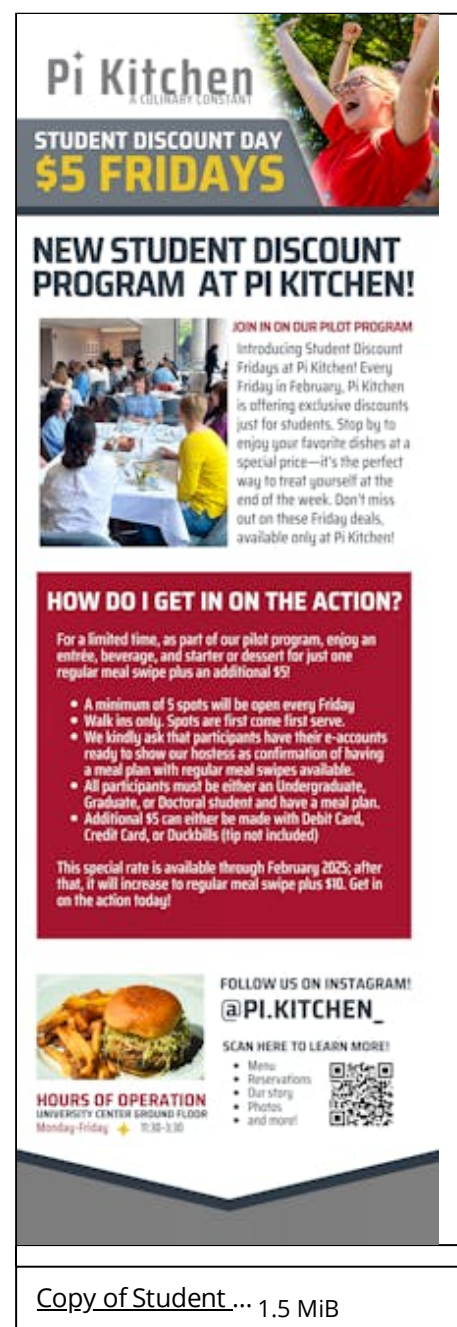 Pi Kitchen
A CULINARY CONSTANT
STUDENT DISCOUNT DAY
$5 FRIDAYS
NEW STUDENT DISCOUNT
PROGRAM AT PI KITCHEN!
JOIN IN ON OUR PILOT PROGRAM
Introducing Student Discount
Fridays at Pi Kitchen! Every
Friday in February, Pi Kitchen
is offering exclusive discounts
just for students. Stop by to
enjoy your favorite dishes at a
special price—it's the perfect
way to treat yourself at the
end of the week. Don't miss
out on these Friday deals,
available only at Pi Kitchen!
HOW DO I GET IN ON THE ACTION?
For a limited time, as part of our pilot program, enjoy an
entrée, beverage, and starter or dessert for just one
regular meal swipe plus an additional $5!
• A minimum of 5 spots will be open every Friday
• Walk ins only. Spots are first come first serve.
• We kindly ask that participants have their e-accounts
ready to show our hostess as confirmation of having
a meal plan with regular meal swipes available.
• All participants must be either an Undergraduate,
Graduate, or Doctoral student and have a meal plan.
• Additional $5 can either be made with Debit Card,
Credit Card, or Duckbills (tip not included)
This special rate is available through February 2025; after
that, it will increase to regular meal swipe plus $10. Get in
on the action today!
FOLLOW US ON INSTAGRAM!
@PI.KITCHEN_
SCAN HERE TO LEARN MORE!
• Menu
• Reservations
• Our story
• Photos
• and more!
HOURS OF OPERATION
UNIVERSITY CENTER GROUND FLOOR
Monday-Friday 11:30-3:30
Copy of Student ... 1.5 MiB